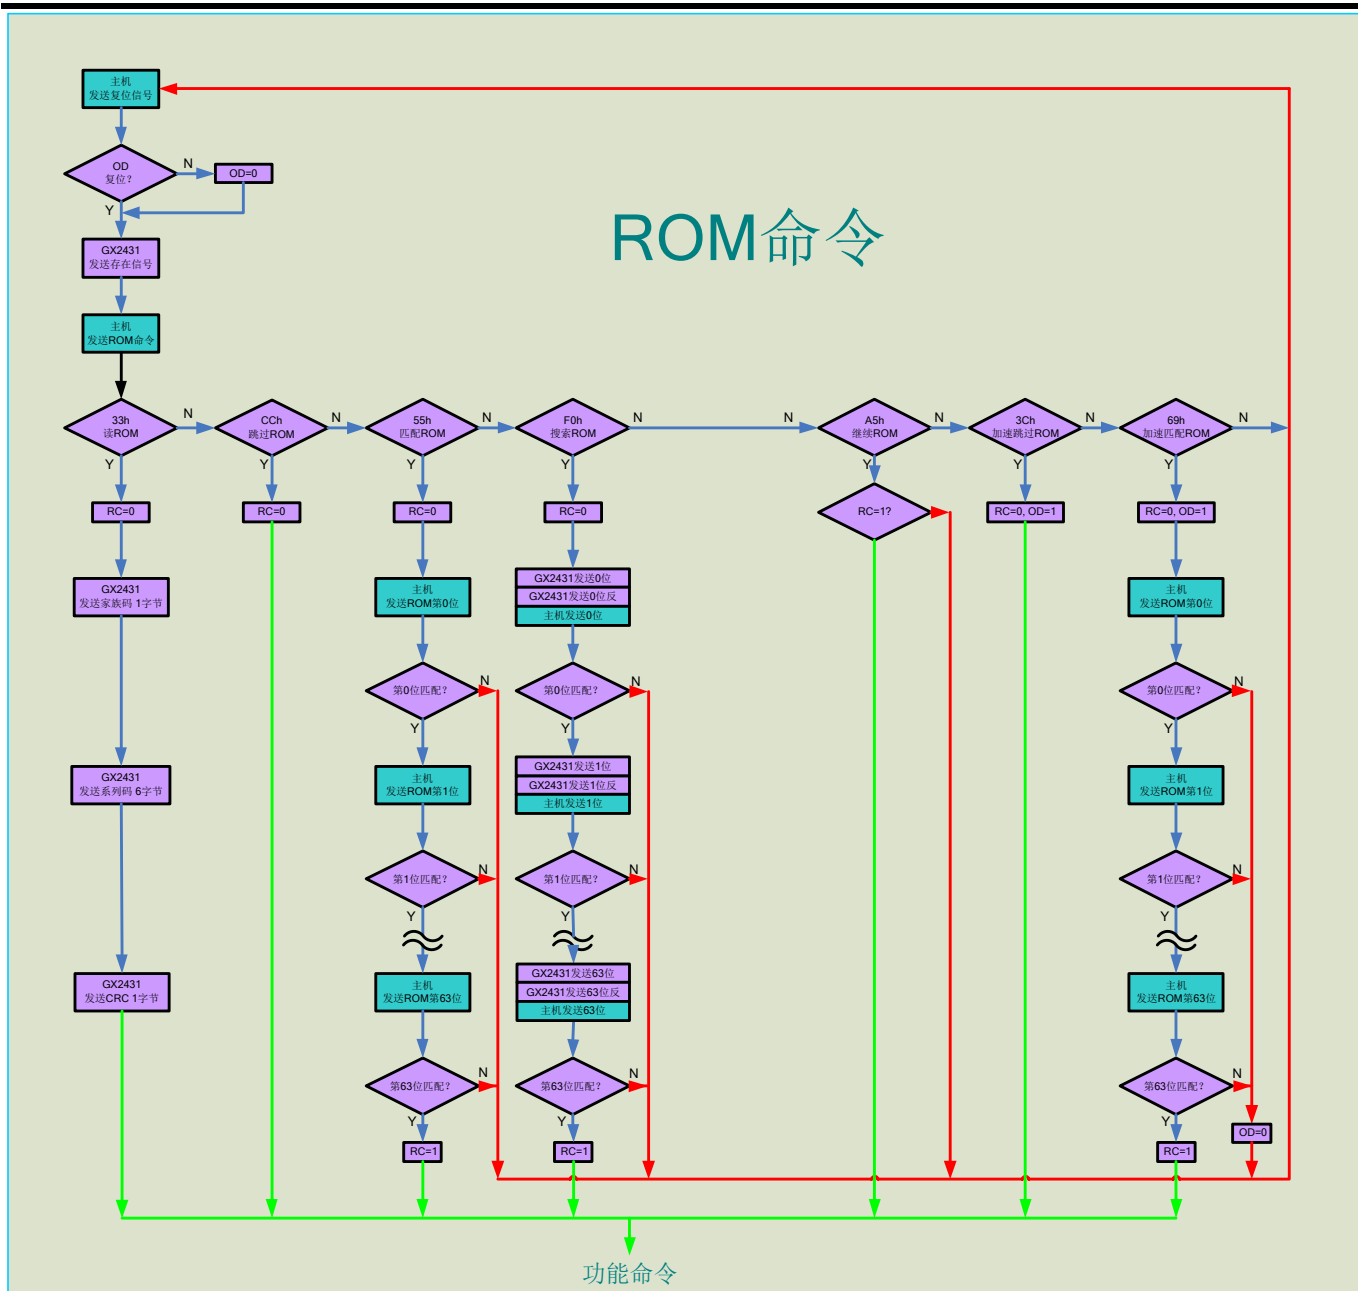 主机
发送复位信号
OD
复位?
N
OD=0
Y
GX2431
发送存在信号
ROM命令
主机
发送ROM命令
33h
读ROM
N
CCh
跳过ROM
N
55h
匹配ROM
N
F0h
搜索ROM
N
N
A5h
继续ROM
N
3Ch
加速跳过ROM
N
69h
加速匹配ROM
N
Y
Y
Y
Y
Y
Y
Y
RC=0
RC=0
RC=0
RC=0
RC=1?
RC=0, OD=1
RC=0, OD=1
GX2431
发送家族码 1字节
主机
发送ROM第0位
GX2431发送0位
GX2431发送0位反
主机发送0位
主机
发送ROM第0位
第0位匹配?
N
第0位匹配?
N
第0位匹配?
N
Y
Y
Y
GX2431
发送系列码 6字节
主机
发送ROM第1位
GX2431发送1位
GX2431发送1位反
主机发送1位
主机
发送ROM第1位
第1位匹配?
N
第1位匹配?
N
第1位匹配?
N
Y
Y
Y
GX2431
发送CRC 1字节
主机
发送ROM第63位
GX2431发送63位
GX2431发送63位反
主机发送63位
主机
发送ROM第63位
第63位匹配?
N
第63位匹配?
N
第63位匹配?
N
Y
Y
Y
OD=0
RC=1
RC=1
RC=1
功能命令